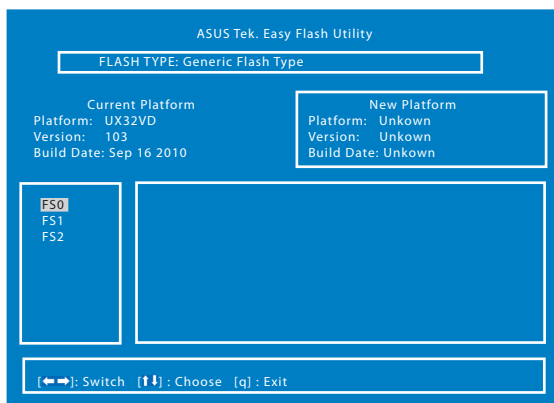 ASUS Tek. Easy Flash Utility
FLASH TYPE: Generic Flash Type
Current Platform
Platform: UX32VD
Version: 103
Build Date: Sep 16 2010
New Platform
Platform: Unkown
Version: Unkown
Build Date: Unkown
FS0
FS1
FS2
[←→]: Switch [↑↓] : Choose [q] : Exit